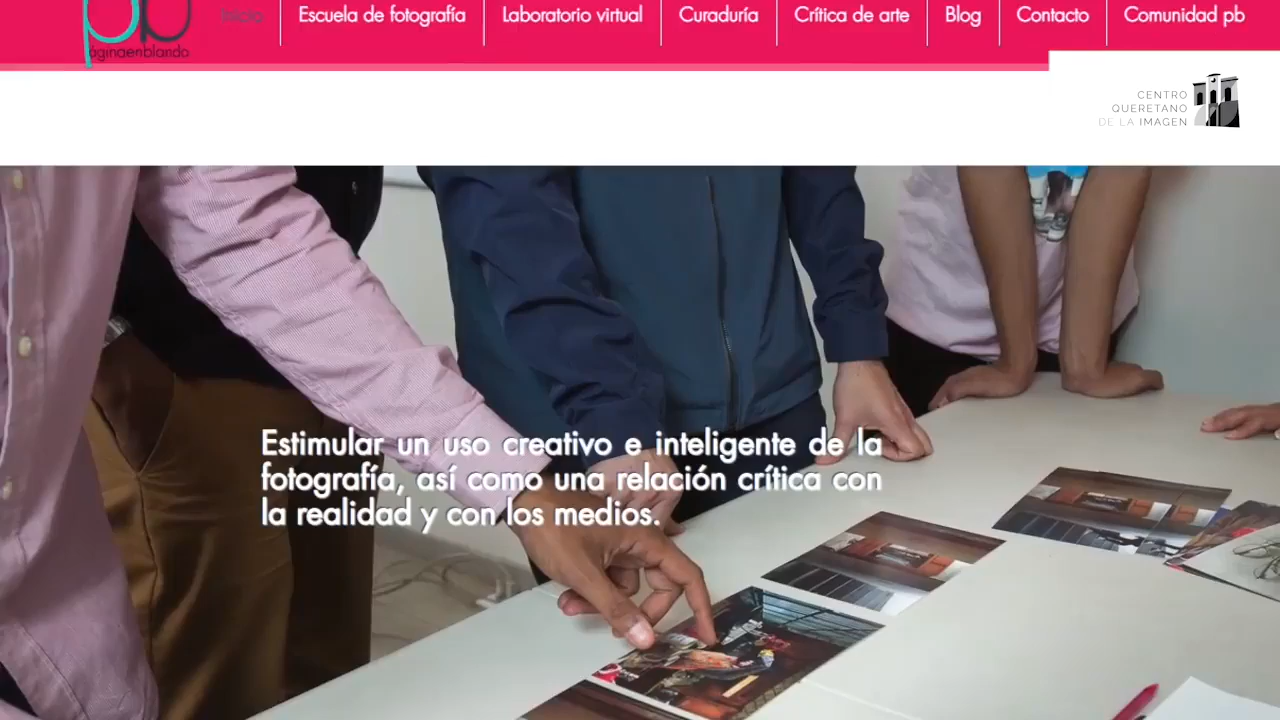 pb
páginaenblando
Inicio
Escuela de fotografía
Laboratorio virtual
Curaduría
Crítica de arte
Blog
Contacto
Comunidad pb
CENTRO
QUERETANO
DE LA IMAGEN
Estimular un uso creativo e inteligente de la
fotografía, así como una relación crítica con
la realidad y con los medios.